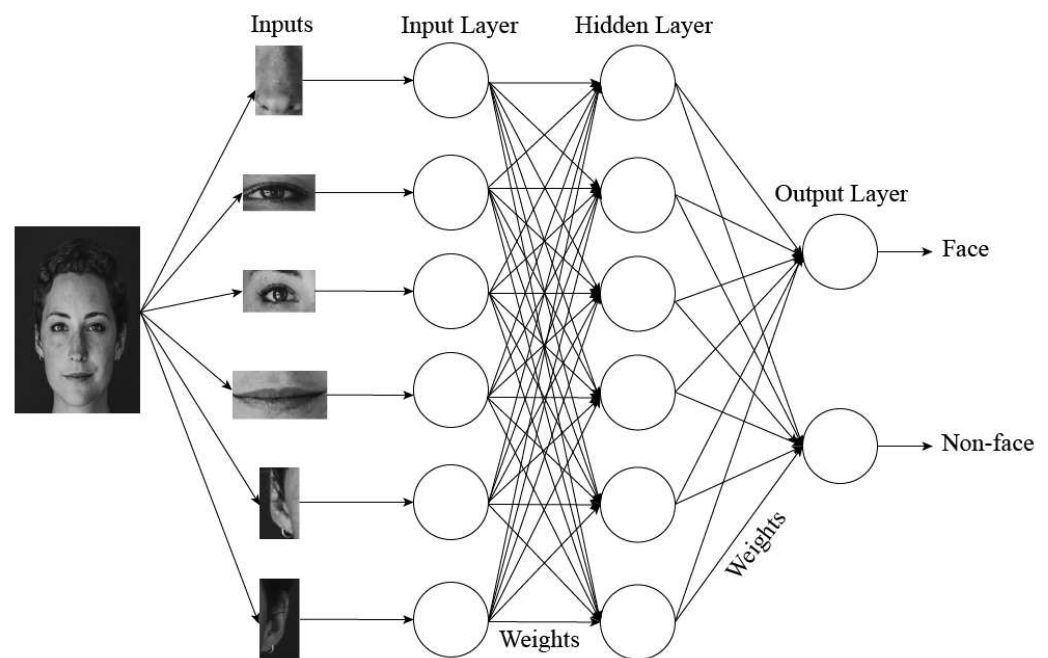 Inputs
Input Layer
Hidden Layer
Output Layer
Face
Non-face
Weights
Weights